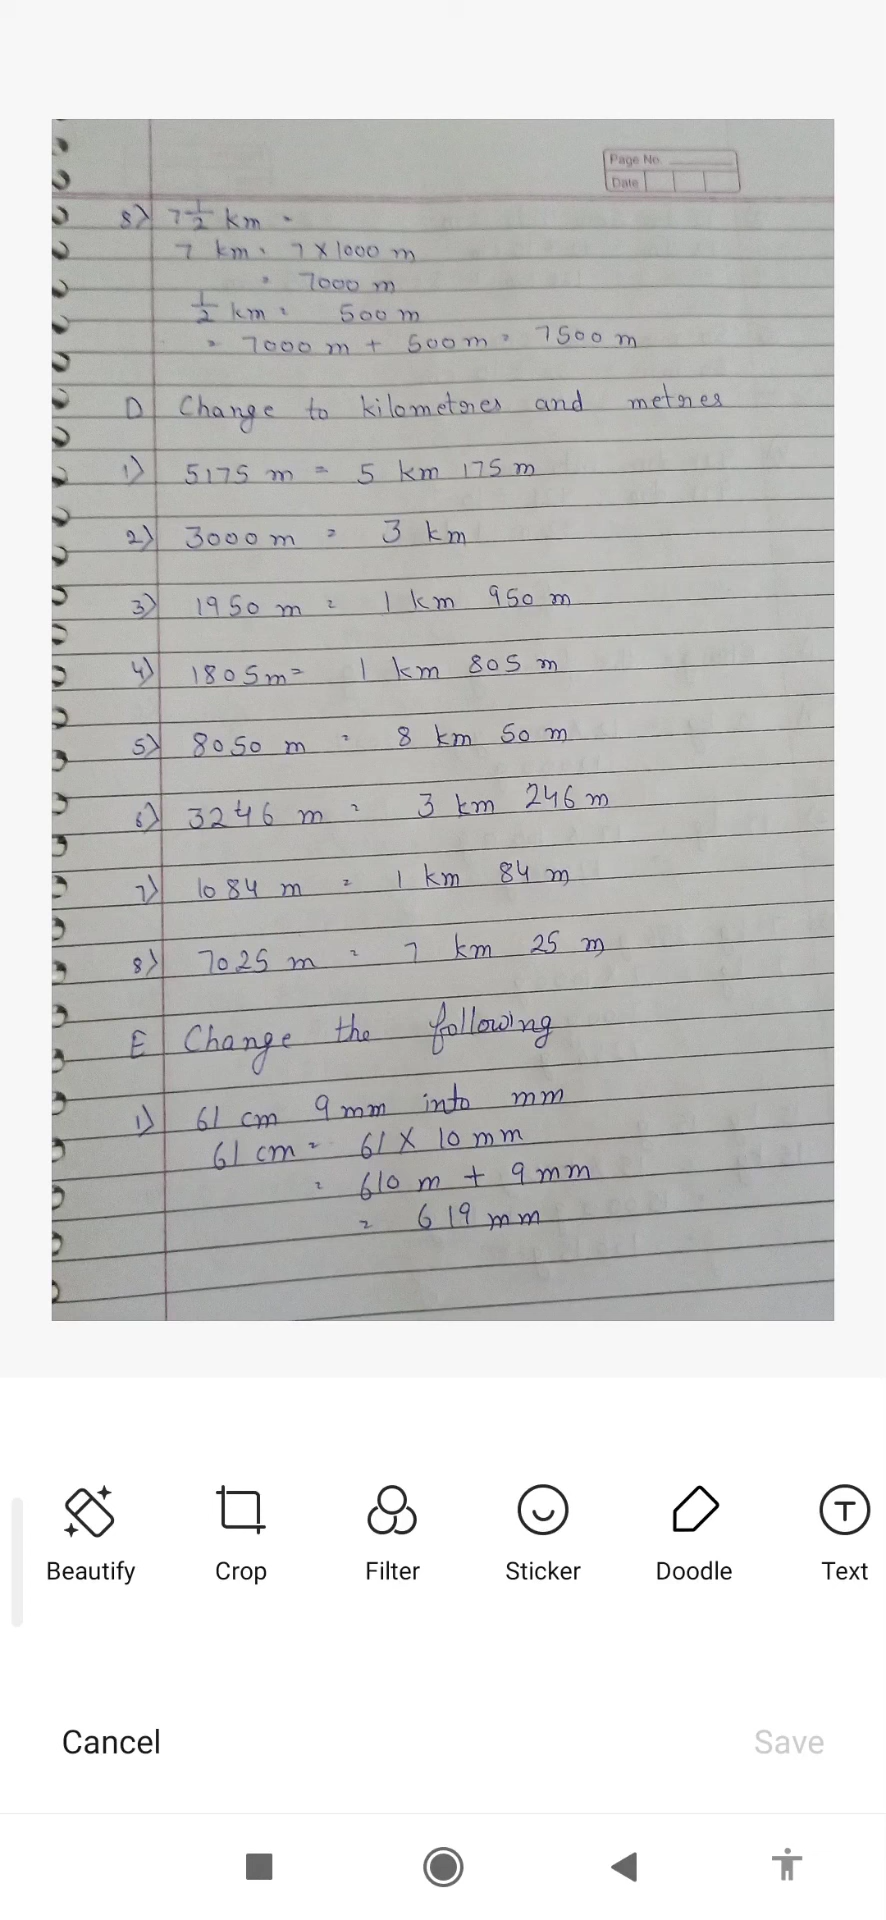 Page No.
Date
8) 7 1/2 km =
7 km = 7 X 1000 m
= 7000 m
1/2 km = 500 m
= 7000 m + 500 m = 7500 m
D Change to kilometres and metres
1) 5175 m = 5 km 175 m
2) 3000 m = 3 km
3) 1950 m = 1 km 950 m
4) 1805 m = 1 km 805 m
5) 8050 m = 8 km 50 m
6) 3246 m = 3 km 246 m
7) 1084 m = 1 km 84 m
8) 7025 m = 7 km 25 m
E Change the following
1) 61 cm 9 mm into mm
61 cm = 61 X 10 mm
= 610 m + 9 mm
= 619 mm
Beautify Crop Filter Sticker Doodle Text
Cancel Save